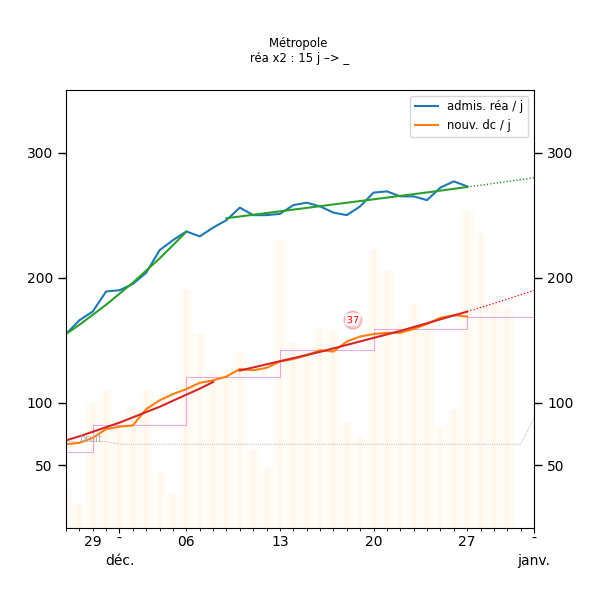 Métropole
réa x2 : 15 j –> _
admis. réa / j
nouv. dc / j
300
300
200
200
37
100
100
50
50
29
-
06
13
20
27
-
déc.
janv.